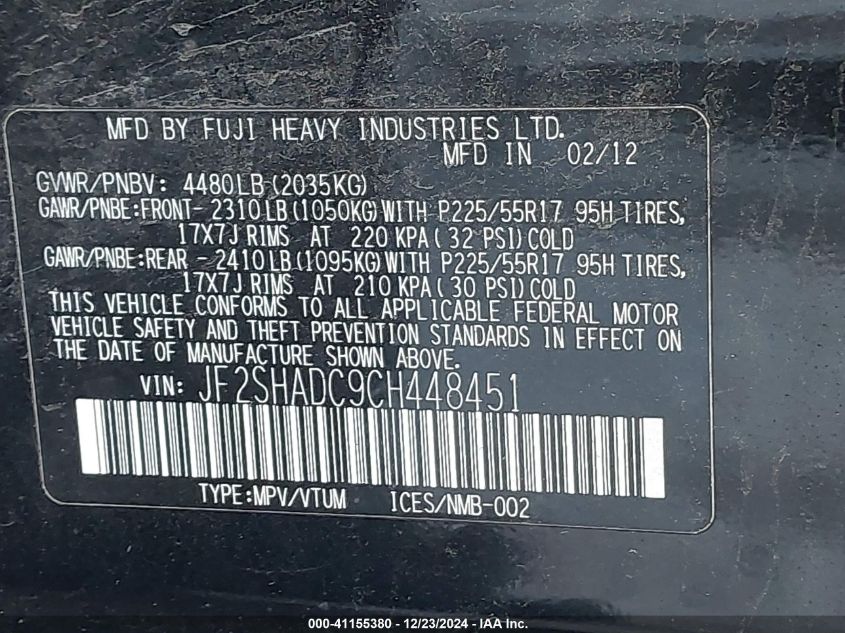 MFD BY FUJI HEAVY INDUSTRIES LTD.
MFD IN 02/12
GVWR/PNBV: 4480LB(2035KG)
GAWR/PNBE:FRONT- 2310LB(1050KG)WITH P225/55R17 95H TIRES,
17X7J RIMS AT 220 KPA(32 PSI)COLD
GAWR/PNBE:REAR - 2410LB(1095KG)WITH P225/55R17 95H TIRES,
17X7J RIMS AT 210 KPA(30 PSI)COLD
THIS VEHICLE CONFORMS TO ALL APPLICABLE FEDERAL MOTOR
VEHICLE SAFETY AND THEFT PREVENTION STANDARDS IN EFFECT ON
THE DATE OF MANUFACTURE SHOWN ABOVE.
VIN: JF2SHADC9CH448451
TYPE:MPV/VTUM ICES/NMB-002
000-41155380 - 12/23/2024 - IAA Inc.